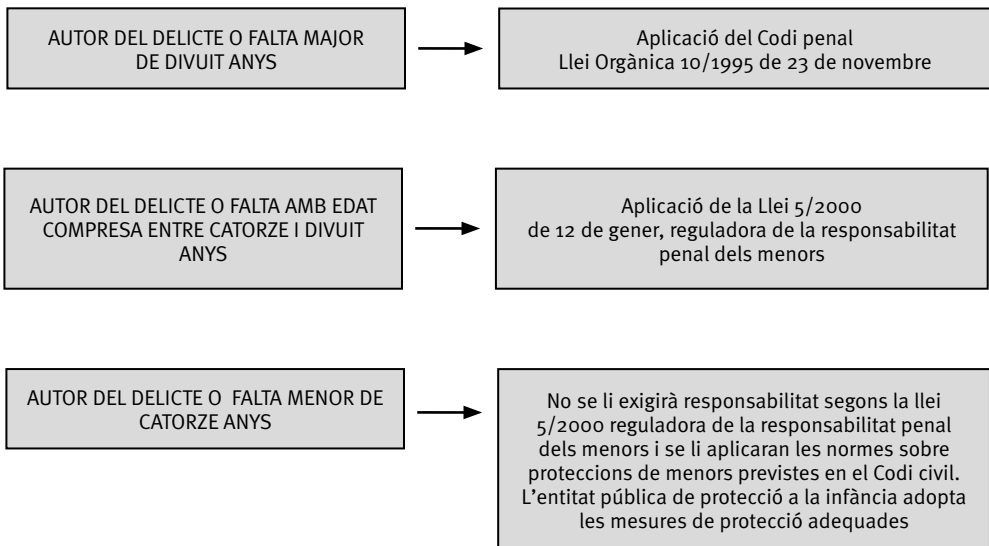 AUTOR DEL DELICTE O FALTA MAJOR
DE DIVUIT ANYS
Aplicació del Codi penal
Llei Orgànica 10/1995 de 23 de novembre
AUTOR DEL DELICTE O FALTA AMB EDAT
COMPRESA ENTRE CATORZE I DIVUIT
ANYS
Aplicació de la Llei 5/2000
de 12 de gener, reguladora de la responsabilitat
penal dels menors
AUTOR DEL DELICTE O FALTA MENOR DE
CATORZE ANYS
No se li exigirà responsabilitat segons la llei
5/2000 reguladora de la responsabilitat penal
dels menors i se li aplicaran les normes sobre
proteccions de menors previstes en el Codi civil.
L'entitat pública de protecció a la infància adopta
les mesures de protecció adequades